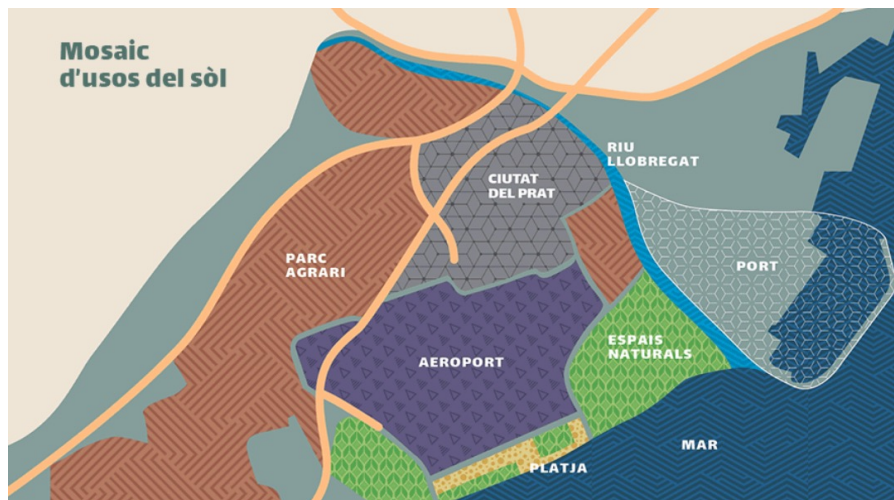 Mosaic
d'usos del sòl
RIU
LLOBREGAT
CIUTAT
DEL PRAT
PARC
AGRARI
PORT
ESPAIS
NATURALS
AEROPORT
MAR
PLATJA